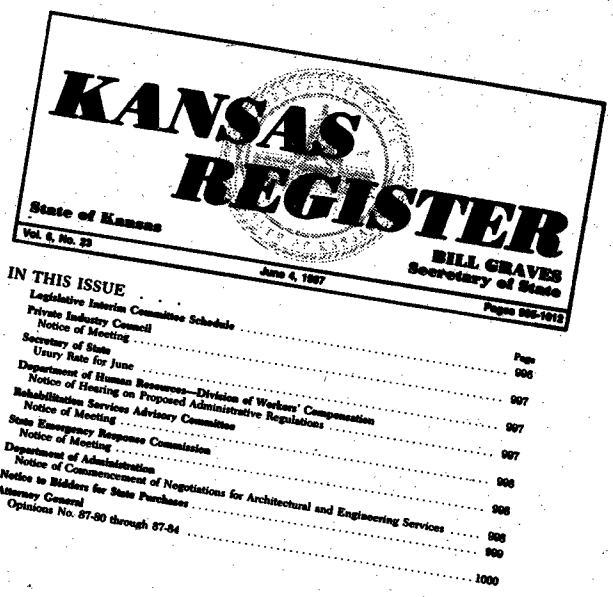 KANSAS
REGISTER
State of Kansas
BILL GRAVES
Secretary of State
Vol. 6, No. 23 June 4, 1987 Pages 995-1012
IN THIS ISSUE . . .
Page
Legislative Interim Committee Schedule ........ 996
Private Industry Council
Notice of Meeting ........ 997
Secretary of State
Usury Rate for June ........ 997
Department of Human Resources—Division of Workers' Compensation
Notice of Hearing on Proposed Administrative Regulations ........ 997
Rehabilitation Services Advisory Committee
Notice of Meeting ........ 998
State Emergency Response Commission
Notice of Meeting ........ 998
Department of Administration
Notice of Commencement of Negotiations for Architectural and Engineering Services ........ 998
Notice to Bidders for State Purchases ........ 999
Attorney General
Opinions No. 87-80 through 87-84 ........ 1000